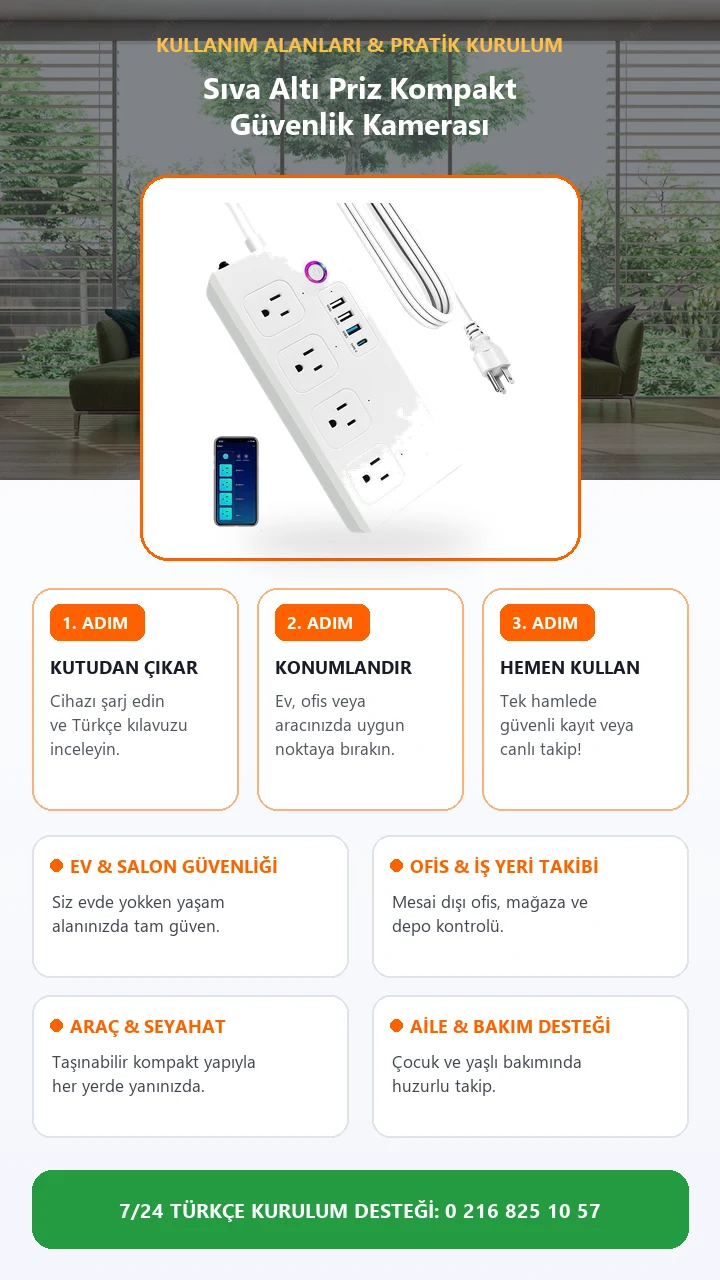 KULLANIM ALANLARI & PRATİK KURULUM
Sıva Altı Priz Kompakt
Güvenlik Kamerası
1. ADIM
KUTUDAN ÇIKAR
Cihazı şarj edin
ve Türkçe kılavuzu
inceleyin.
2. ADIM
KONUMLANDIR
Ev, ofis veya
aracınızda uygun
noktaya bırakın.
3. ADIM
HEMEN KULLAN
Tek hamlede
güvenli kayıt veya
canlı takip!
EV & SALON GÜVENLİĞİ
Siz evde yokken yaşam
alanınızda tam güven.
OFİS & İŞ YERİ TAKİBİ
Mesai dışı ofis, mağaza ve
depo kontrolü.
ARAÇ & SEYAHAT
Taşınabilir kompakt yapıyla
her yerde yanınızda.
AİLE & BAKIM DESTEĞİ
Çocuk ve yaşlı bakımında
huzurlu takip.
7/24 TÜRKÇE KURULUM DESTEĞİ: 0 216 825 10 57